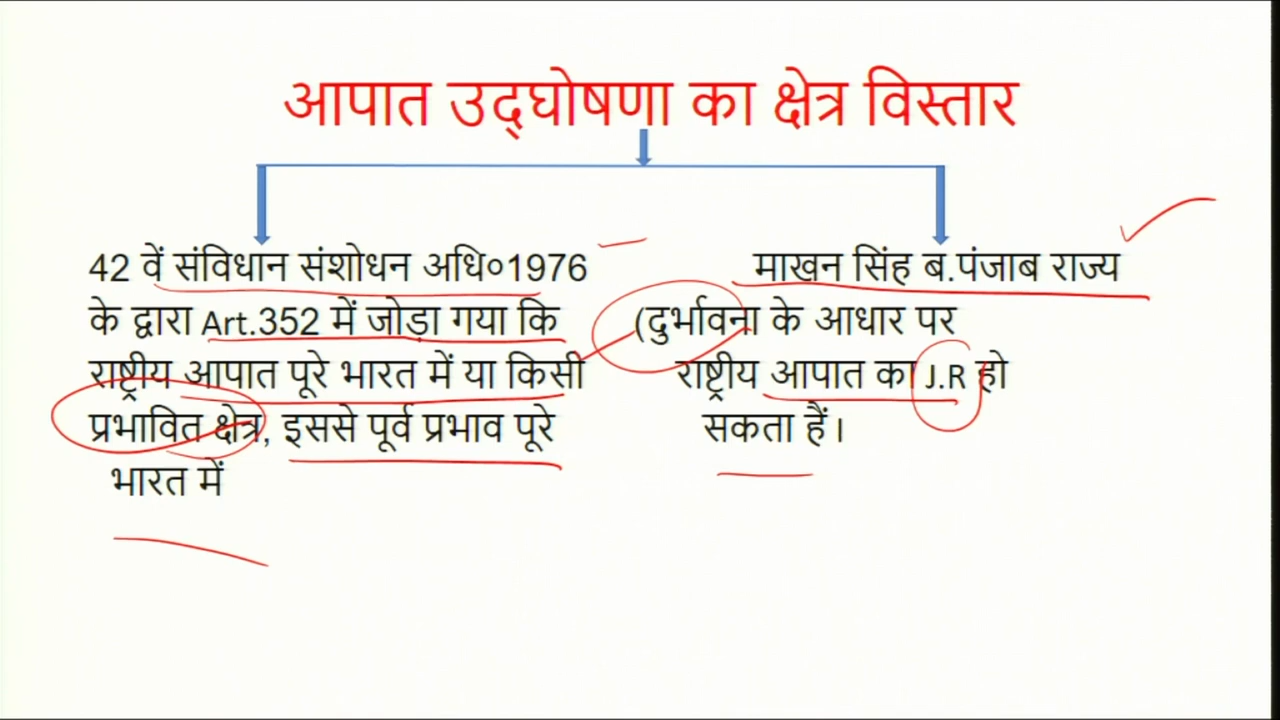 आपात उद्घोषणा का क्षेत्र विस्तार
42 वें संविधान संशोधन अधि०1976
के द्वारा Art.352 में जोड़ा गया कि
राष्ट्रीय आपात पूरे भारत में या किसी
प्रभावित क्षेत्र, इससे पूर्व प्रभाव पूरे
भारत में
माखन सिंह ब.पंजाब राज्य
(दुर्भावना के आधार पर
राष्ट्रीय आपात का J.R हो
सकता हैं।